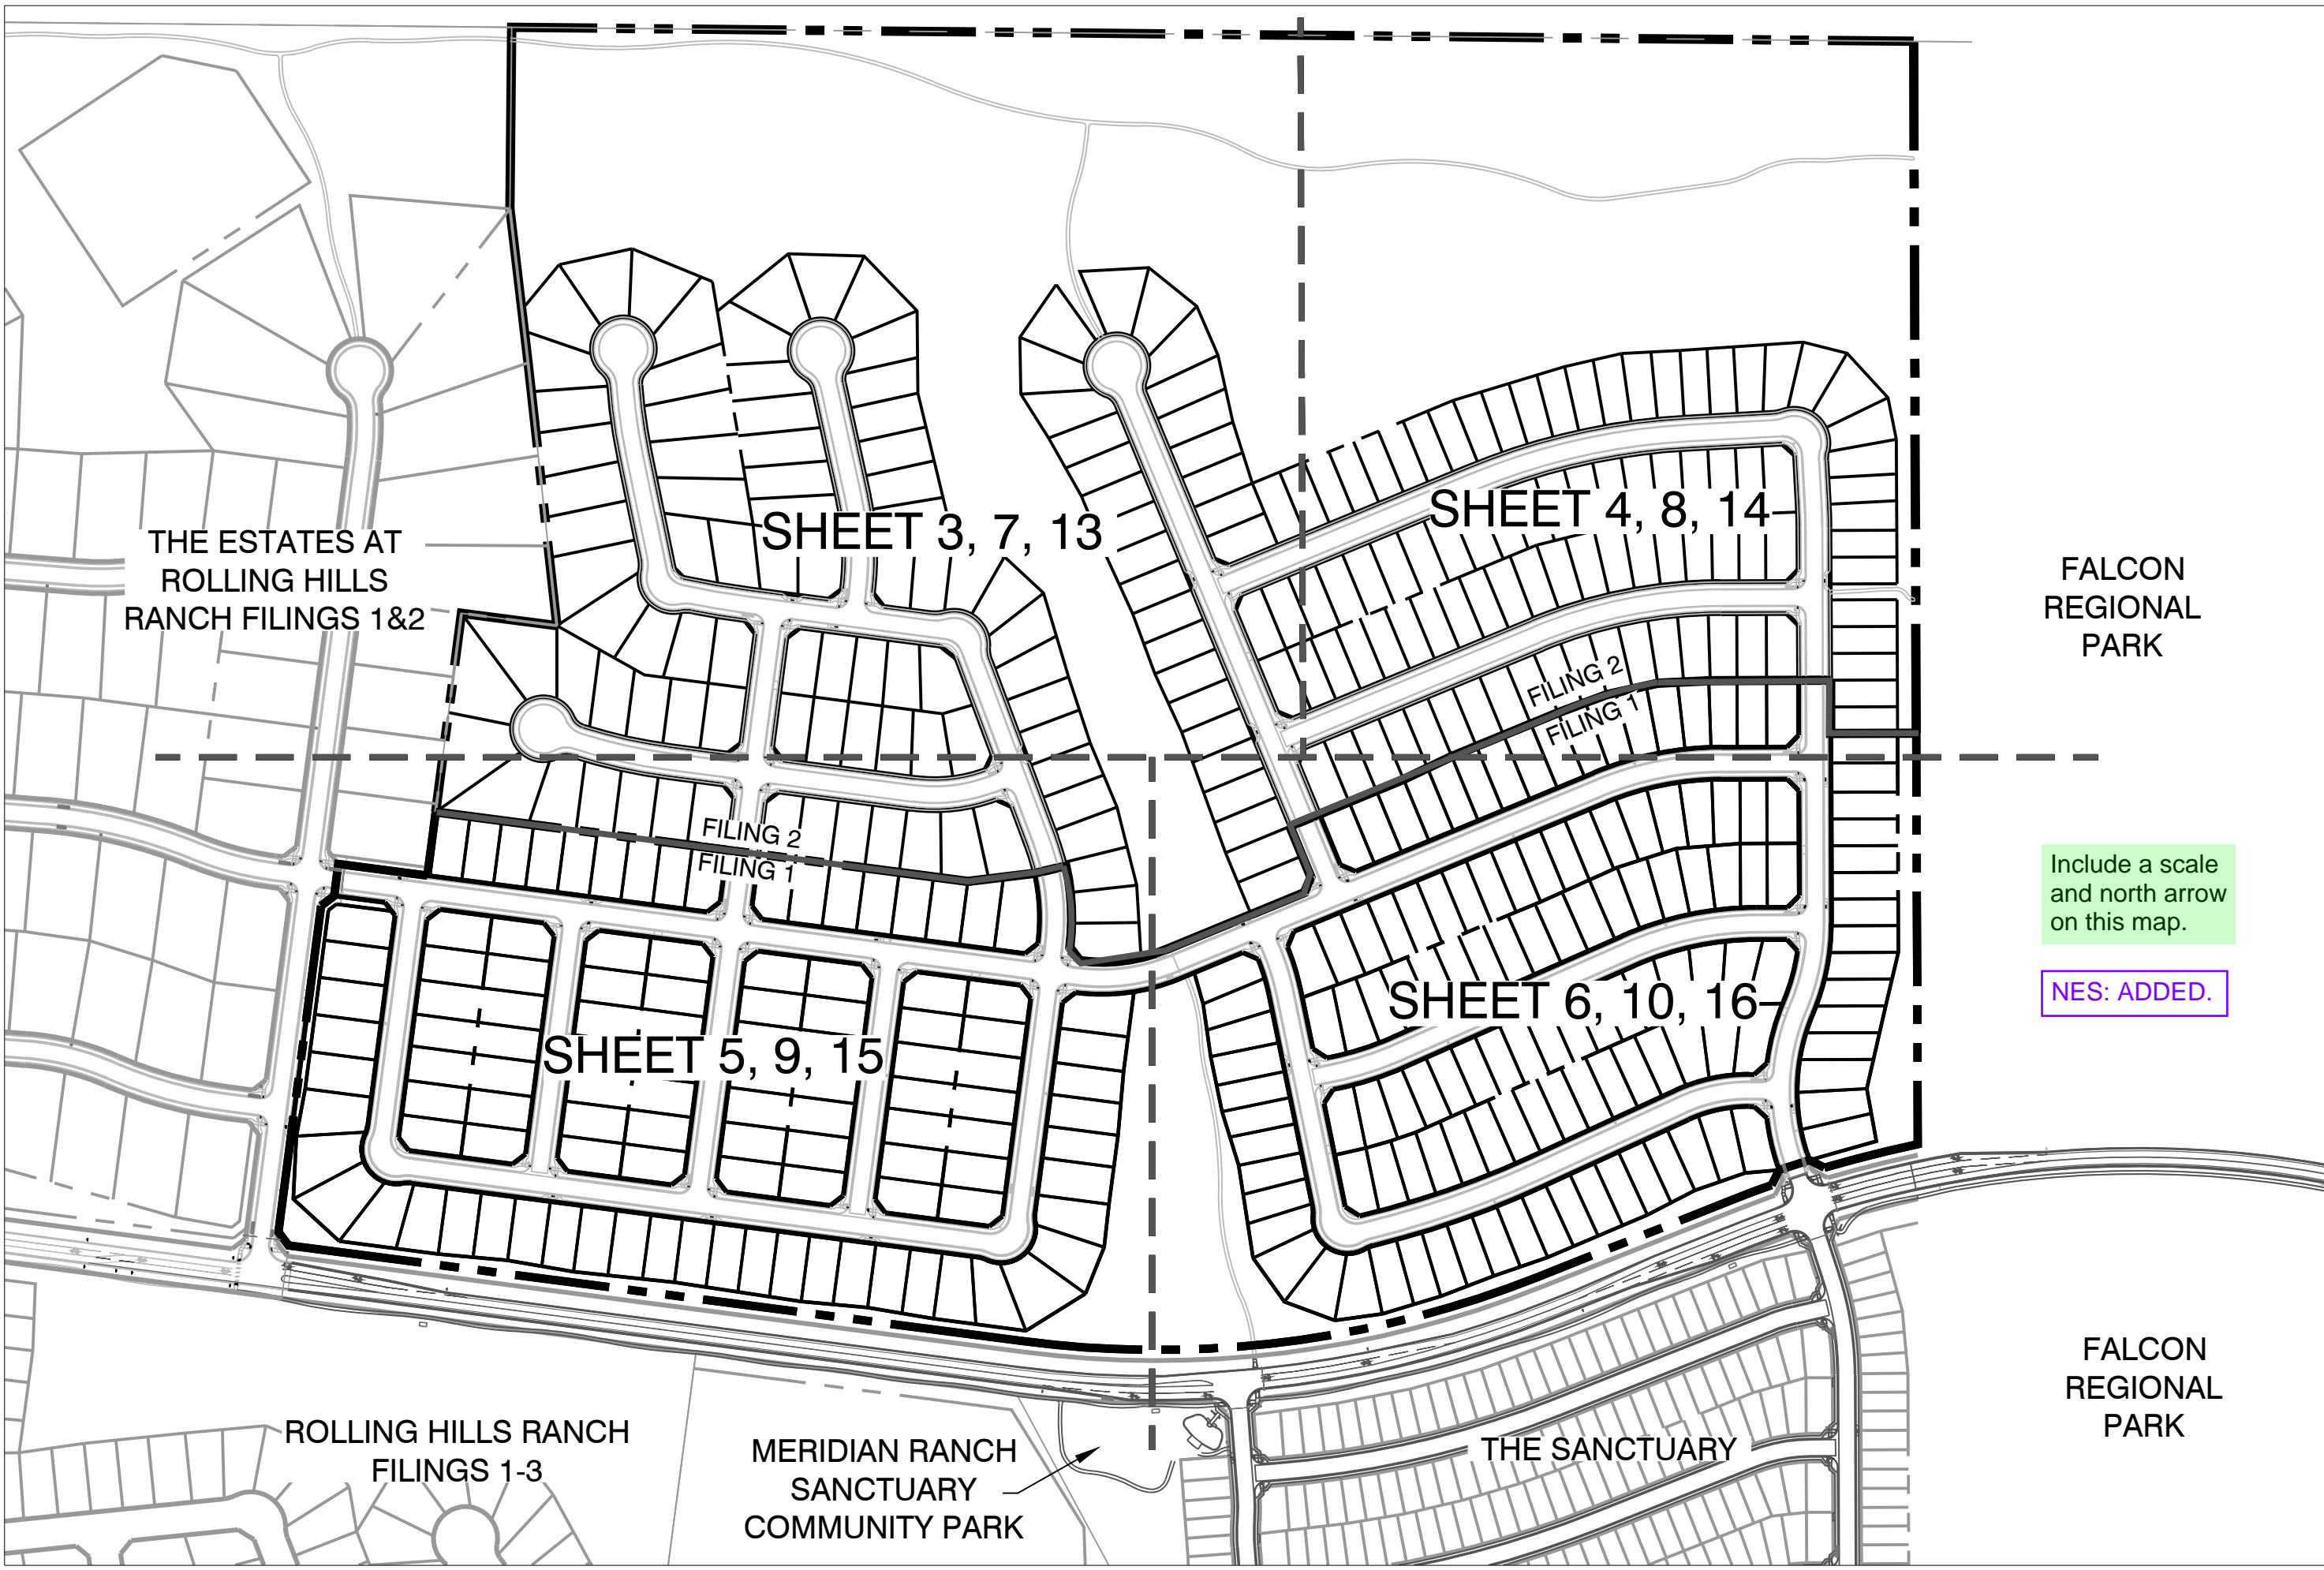 SHEET 3, 7, 13
SHEET 4, 8, 14
THE ESTATES AT
ROLLING HILLS
RANCH FILINGS 1&2
FALCON
REGIONAL
PARK
FILING 2
FILING 1
FILING 2
FILING 1
Include a scale
and north arrow
on this map.
NES: ADDED.
SHEET 5, 9, 15
SHEET 6, 10, 16
ROLLING HILLS RANCH
FILINGS 1-3
MERIDIAN RANCH
SANCTUARY
COMMUNITY PARK
THE SANCTUARY
FALCON
REGIONAL
PARK